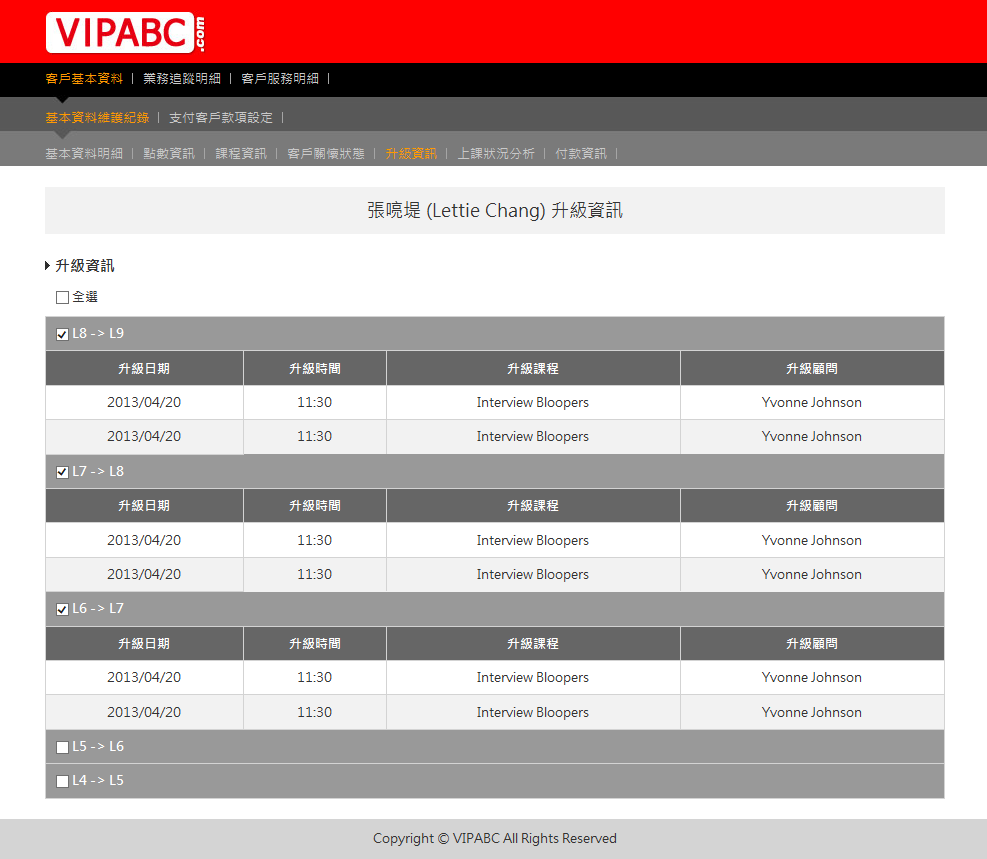 VIPABC.com
客戶基本資料 | 業務追蹤明細 | 客戶服務明細 |
基本資料維護紀錄 | 支付客戶款項設定 |
基本資料明細 | 點數資訊 | 課程資訊 | 客戶關懷狀態 | 升級資訊 | 上課狀況分析 | 付款資訊 |
張喨堤 (Lettie Chang) 升級資訊
升級資訊
全選
L8 -> L9
升級日期 升級時間 升級課程 升級顧問
2013/04/20 11:30 Interview Bloopers Yvonne Johnson
2013/04/20 11:30 Interview Bloopers Yvonne Johnson
L7 -> L8
升級日期 升級時間 升級課程 升級顧問
2013/04/20 11:30 Interview Bloopers Yvonne Johnson
2013/04/20 11:30 Interview Bloopers Yvonne Johnson
L6 -> L7
升級日期 升級時間 升級課程 升級顧問
2013/04/20 11:30 Interview Bloopers Yvonne Johnson
2013/04/20 11:30 Interview Bloopers Yvonne Johnson
L5 -> L6
L4 -> L5
Copyright © VIPABC All Rights Reserved